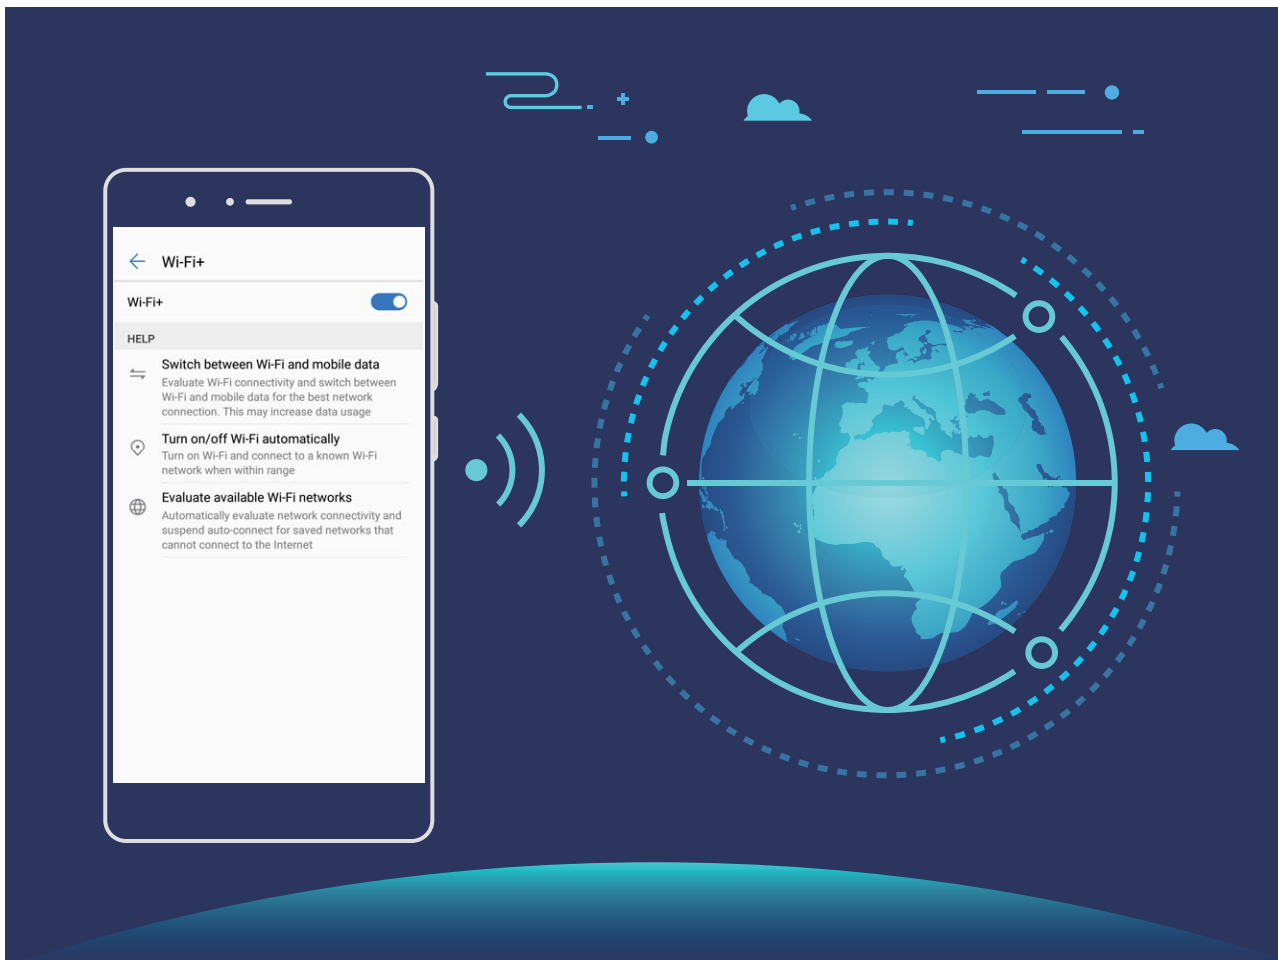 Wi-Fi+
Wi-Fi+
HELP
Switch between Wi-Fi and mobile data
Evaluate Wi-Fi connectivity and switch between
Wi-Fi and mobile data for the best network
connection. This may increase data usage
Turn on/off Wi-Fi automatically
Turn on Wi-Fi and connect to a known Wi-Fi
network when within range
Evaluate available Wi-Fi networks
Automatically evaluate network connectivity and
suspend auto-connect for saved networks that
cannot connect to the Internet